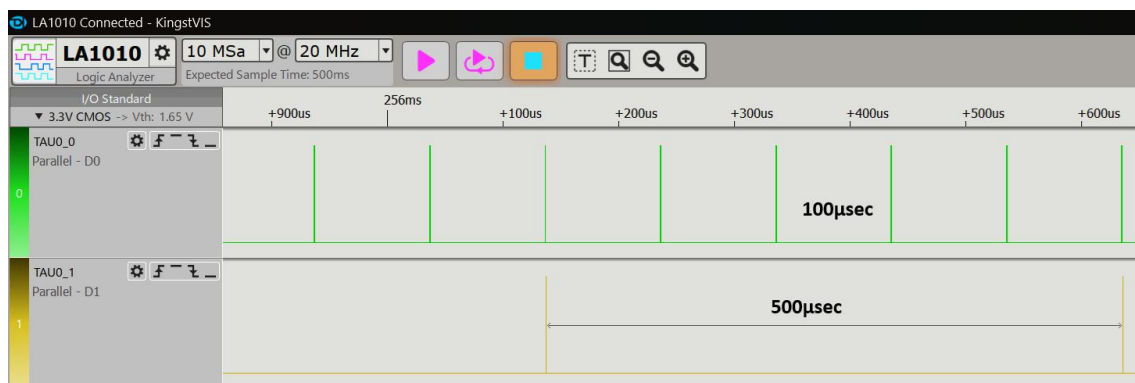 LA1010 Connected - KingstVIS
LA1010
Logic Analyzer
10 MSa @ 20 MHz
Expected Sample Time: 500ms
T
I/O Standard
▼ 3.3V CMOS -> Vth: 1.65 V
+900us 256ms +100us +200us +300us +400us +500us +600us
TAU0_0
Parallel - D0
0
100µsec
TAU0_1
Parallel - D1
1
500µsec